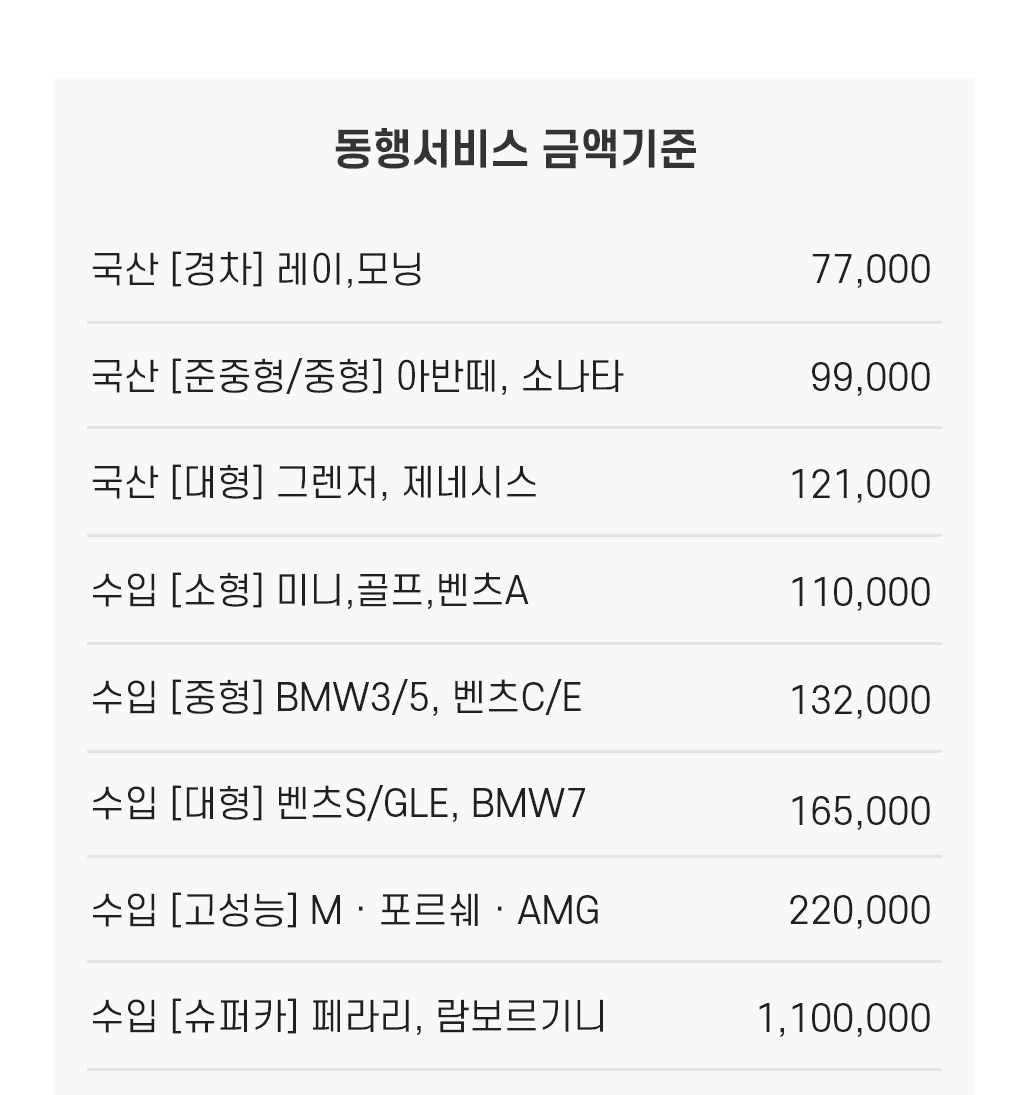 동행서비스 금액기준
국산 [경차] 레이,모닝 77,000
국산 [준중형/중형] 아반떼, 소나타 99,000
국산 [대형] 그렌저, 제네시스 121,000
수입 [소형] 미니,골프,벤츠A 110,000
수입 [중형] BMW3/5, 벤츠C/E 132,000
수입 [대형] 벤츠S/GLE, BMW7 165,000
수입 [고성능] M · 포르쉐 · AMG 220,000
수입 [슈퍼카] 페라리, 람보르기니 1,100,000